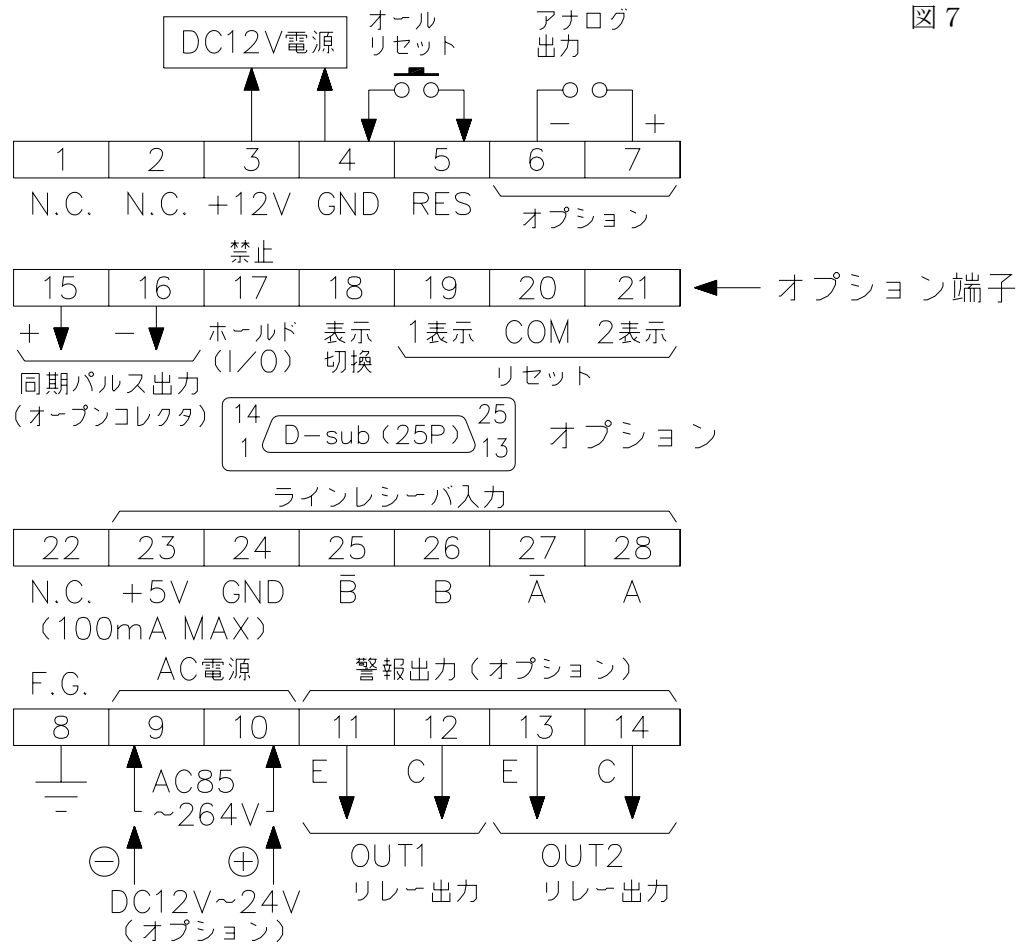 図7
DC12V電源
オール
リセット
アナログ
出力
− +
1 2 3 4 5 6 7
N.C. N.C. +12V GND RES
オプション
禁止
15 16 17 18 19 20 21
オプション端子
+ − ホールド 表示 1表示 COM 2表示
(I/O) 切換
リセット
同期パルス出力
(オープンコレクタ)
14 25
D-sub(25P)
1 13
オプション
ラインレシーバ入力
22 23 24 25 26 27 28
N.C. +5V GND B̅ B A̅ A
(100mA MAX)
F.G.
AC電源
警報出力(オプション)
8 9 10 11 12 13 14
E C E C
AC85
~264V
⊖ ⊕
OUT1 OUT2
リレー出力 リレー出力
DC12V~24V
(オプション)